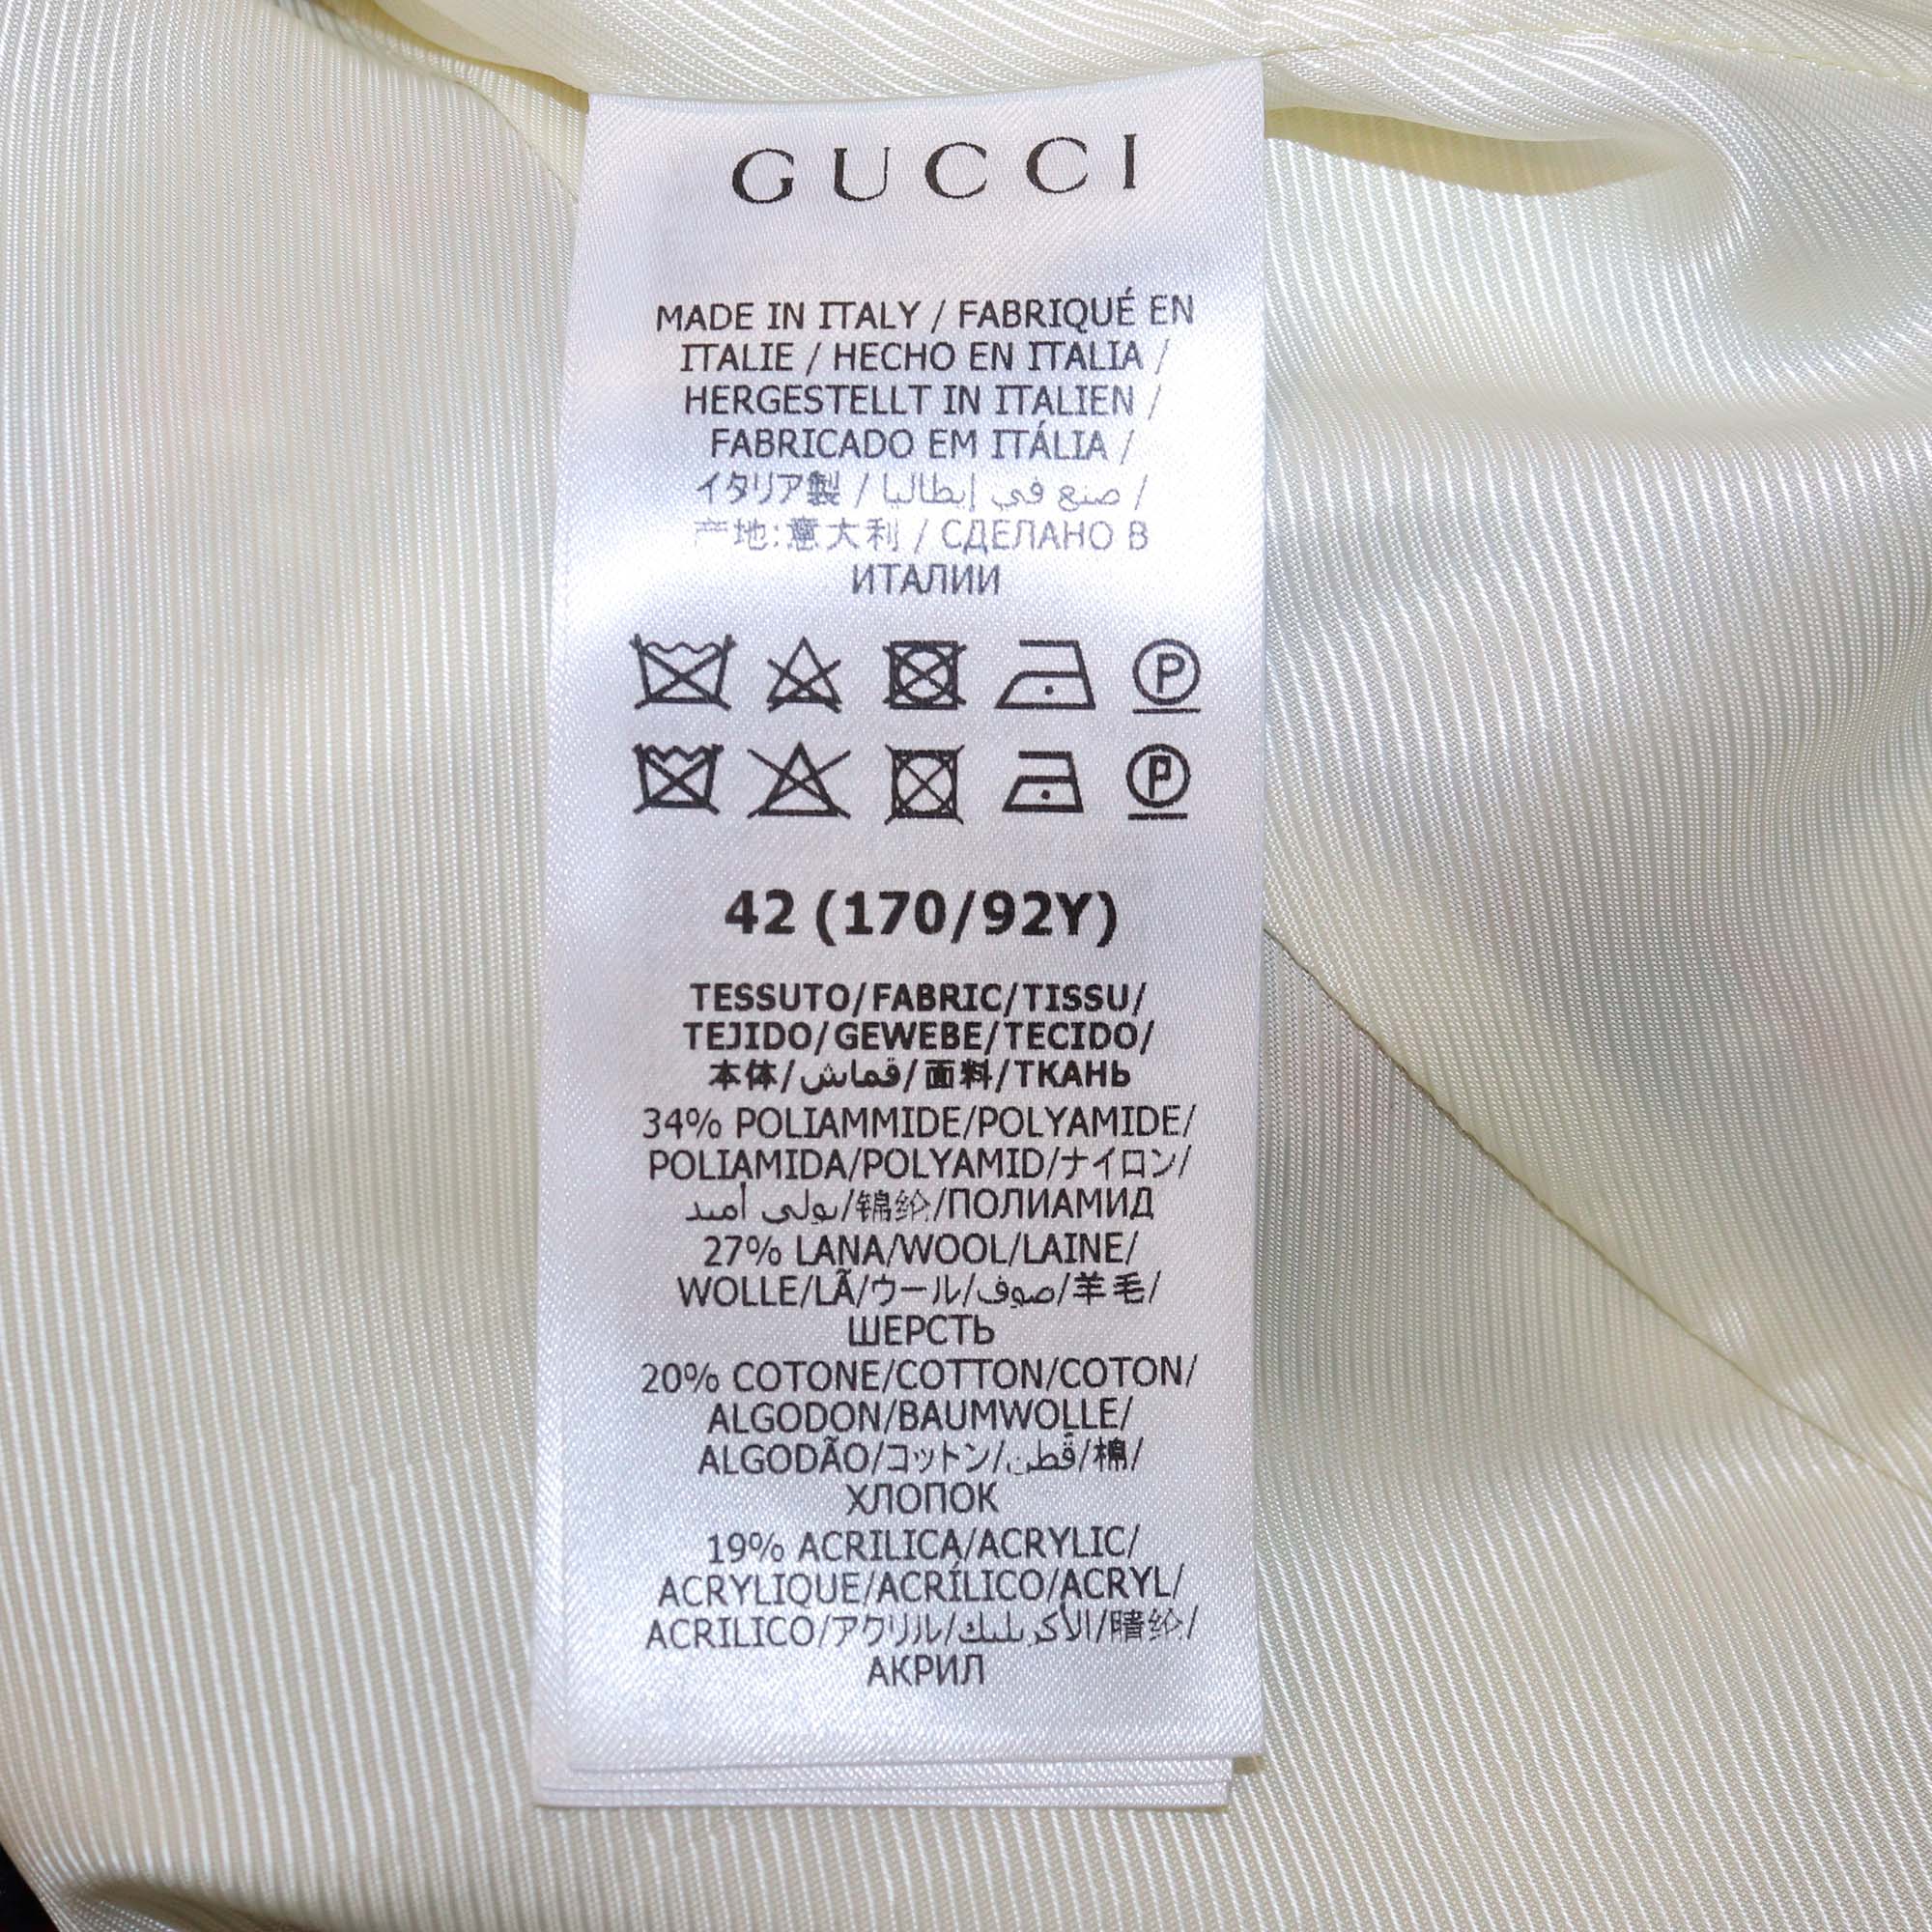 GUCCI
MADE IN ITALY / FABRIQUÉ EN
ITALIE / HECHO EN ITALIA /
HERGESTELLT IN ITALIEN /
FABRICADO EM ITÁLIA /
イタリア製 / صنع في إيطاليا /
产地:意大利 / СДЕЛАНО В
ИТАЛИИ
P
P
42 (170/92Y)
TESSUTO/FABRIC/TISSU/
TEJIDO/GEWEBE/TECIDO/
本体/قماش/面料/ТКАНЬ
34% POLIAMMIDE/POLYAMIDE/
POLIAMIDA/POLYAMID/ナイロン/
بولي أميد/锦纶/ПОЛИАМИД
27% LANA/WOOL/LAINE/
WOLLE/LÃ/ウール/صوف/羊毛/
ШЕРСТЬ
20% COTONE/COTTON/COTON/
ALGODON/BAUMWOLLE/
ALGODÃO/コットン/قطن/棉/
ХЛОПОК
19% ACRILICA/ACRYLIC/
ACRYLIQUE/ACRÍLICO/ACRYL/
ACRILICO/アクリル/الأكريليك/腈纶/
АКРИЛ